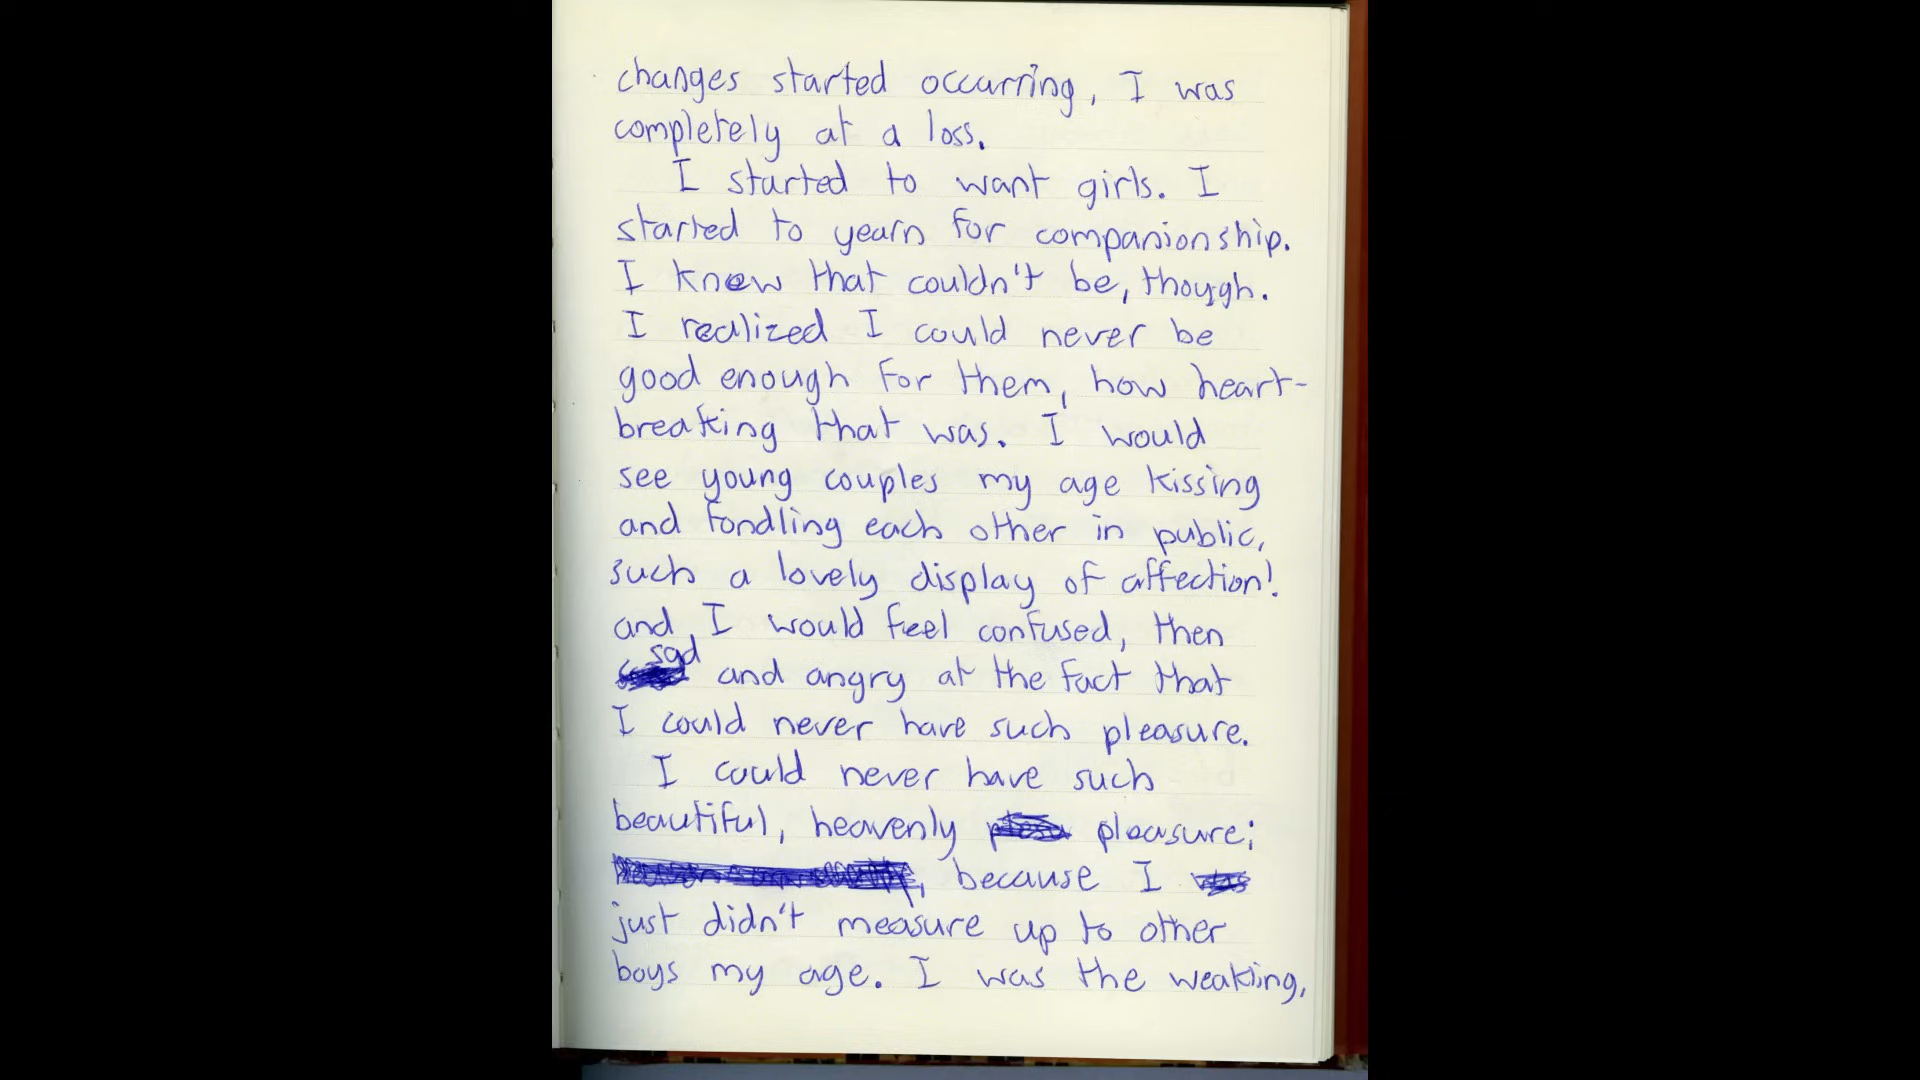 changes started occurring, I was
completely at a loss.
I started to want girls. I
started to yearn for companionship.
I knew that couldn't be, though.
I realized I could never be
good enough for them, how heart-
breaking that was. I would
see young couples my age kissing
and fondling each other in public,
such a lovely display of affection!
and, I would feel confused, then
sad and angry at the fact that
I could never have such pleasure.
I could never have such
beautiful, heavenly pleasure;
, because I
just didn't measure up to other
boys my age. I was the weakling,